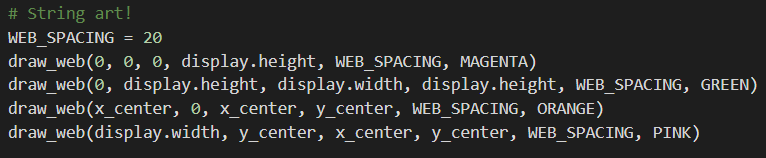 # String art!
WEB_SPACING = 20
draw_web(0, 0, 0, display.height, WEB_SPACING, MAGENTA)
draw_web(0, display.height, display.width, display.height, WEB_SPACING, GREEN)
draw_web(x_center, 0, x_center, y_center, WEB_SPACING, ORANGE)
draw_web(display.width, y_center, x_center, y_center, WEB_SPACING, PINK)